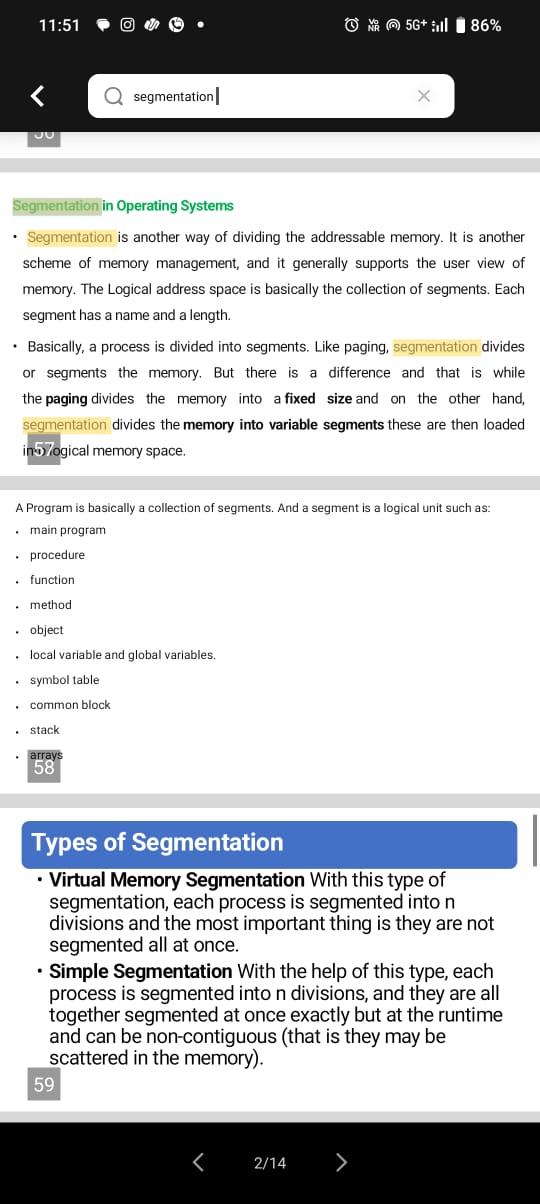 11:51
Vo NR 5G+ 86%
segmentation
56
Segmentation in Operating Systems
• Segmentation is another way of dividing the addressable memory. It is another
scheme of memory management, and it generally supports the user view of
memory. The Logical address space is basically the collection of segments. Each
segment has a name and a length.
• Basically, a process is divided into segments. Like paging, segmentation divides
or segments the memory. But there is a difference and that is while
the paging divides the memory into a fixed size and on the other hand,
segmentation divides the memory into variable segments these are then loaded
logical memory space.
57
A Program is basically a collection of segments. And a segment is a logical unit such as:
• main program
• procedure
• function
• method
• object
• local variable and global variables.
• symbol table
• common block
• stack
• arrays
58
Types of Segmentation
• Virtual Memory Segmentation With this type of
segmentation, each process is segmented into n
divisions and the most important thing is they are not
segmented all at once.
• Simple Segmentation With the help of this type, each
process is segmented into n divisions, and they are all
together segmented at once exactly but at the runtime
and can be non-contiguous (that is they may be
scattered in the memory).
59
2/14